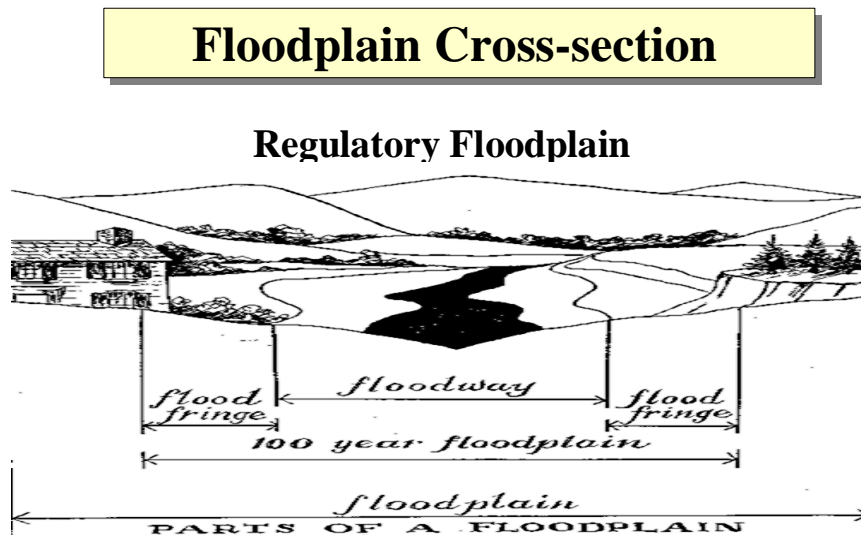 Floodplain Cross-section
Regulatory Floodplain
flood fringe
floodway
flood fringe
100 year floodplain
floodplain
PARTS OF A FLOODPLAIN